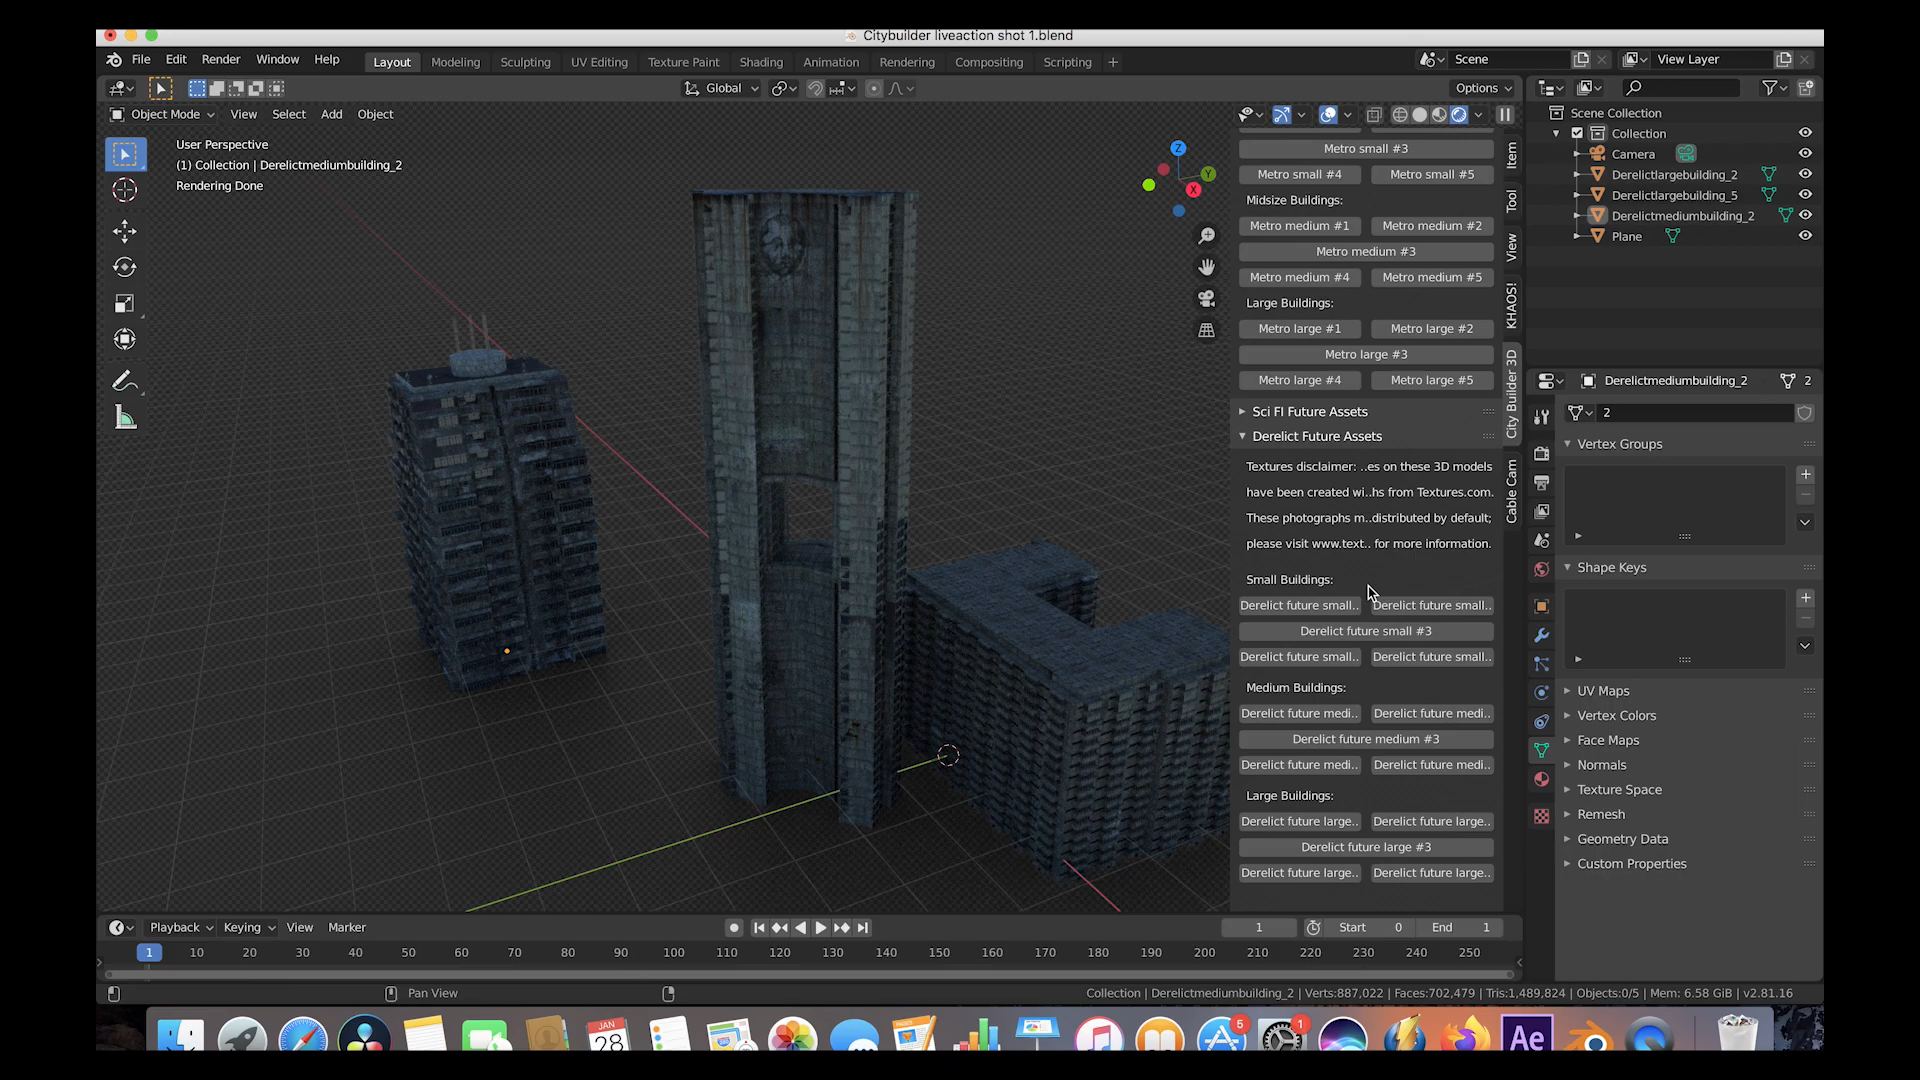 Citybuilder liveaction shot 1.blend
File Edit Render Window Help
Layout Modeling Sculpting UV Editing Texture Paint Shading Animation Rendering Compositing Scripting +
Scene View Layer
Global Options
Object Mode View Select Add Object
User Perspective
(1) Collection | Derelictmediumbuilding_2
Rendering Done
Z
Y
X
Metro small #3
Metro small #4 Metro small #5
Midsize Buildings:
Metro medium #1 Metro medium #2
Metro medium #3
Metro medium #4 Metro medium #5
Large Buildings:
Metro large #1 Metro large #2
Metro large #3
Metro large #4 Metro large #5
Sci FI Future Assets
Derelict Future Assets
Textures disclaimer: ..es on these 3D models
have been created wi..hs from Textures.com.
These photographs m..distributed by default;
please visit www.text.. for more information.
Small Buildings:
Derelict future small.. Derelict future small..
Derelict future small #3
Derelict future small.. Derelict future small..
Medium Buildings:
Derelict future medi.. Derelict future medi..
Derelict future medium #3
Derelict future medi.. Derelict future medi..
Large Buildings:
Derelict future large.. Derelict future large..
Derelict future large #3
Derelict future large.. Derelict future large..
Item
Tool
View
KHAOS!
City Builder 3D
Cable Cam
Scene Collection
Collection
Camera
Derelictlargebuilding_2
Derelictlargebuilding_5
Derelictmediumbuilding_2
Plane
Derelictmediumbuilding_2 2
2
Vertex Groups
Shape Keys
UV Maps
Vertex Colors
Face Maps
Normals
Texture Space
Remesh
Geometry Data
Custom Properties
Playback Keying View Marker
1 Start 0 End 1
1 10 20 30 40 50 60 70 80 90 100 110 120 130 140 150 160 170 180 190 200 210 220 230 240 250
Pan View
Collection | Derelictmediumbuilding_2 | Verts:887,022 | Faces:702,479 | Tris:1,489,824 | Objects:0/5 | Mem: 6.58 GiB | v2.81.16
JAN
28
5
1
Ae